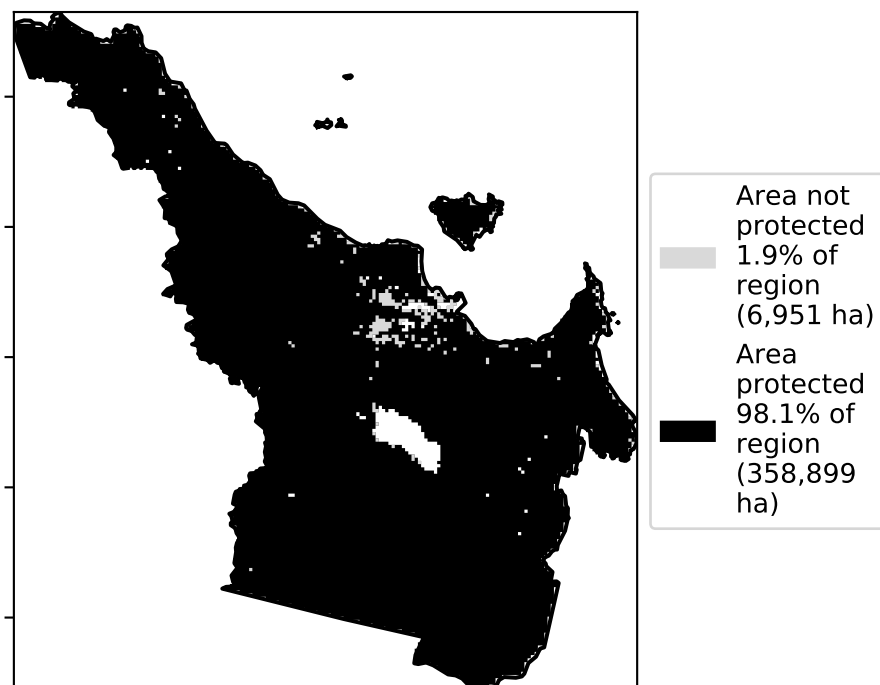 Area not
protected
1.9% of
region
(6,951 ha)
Area
protected
98.1% of
region
(358,899
ha)